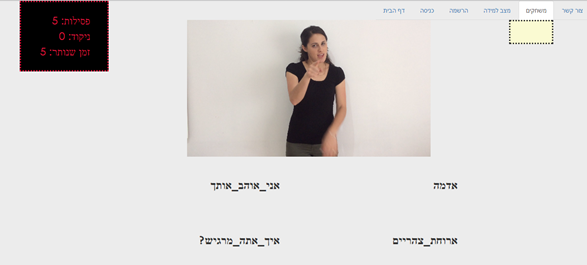 צור קשר משחקים מצב למידה הרשמה כניסה דף הבית
פסילות: 5
ניקוד: 0
זמן שנותר: 5
אדמה אני_אוהב_אותך
ארוחת_צהריים איך_אתה_מרגיש?